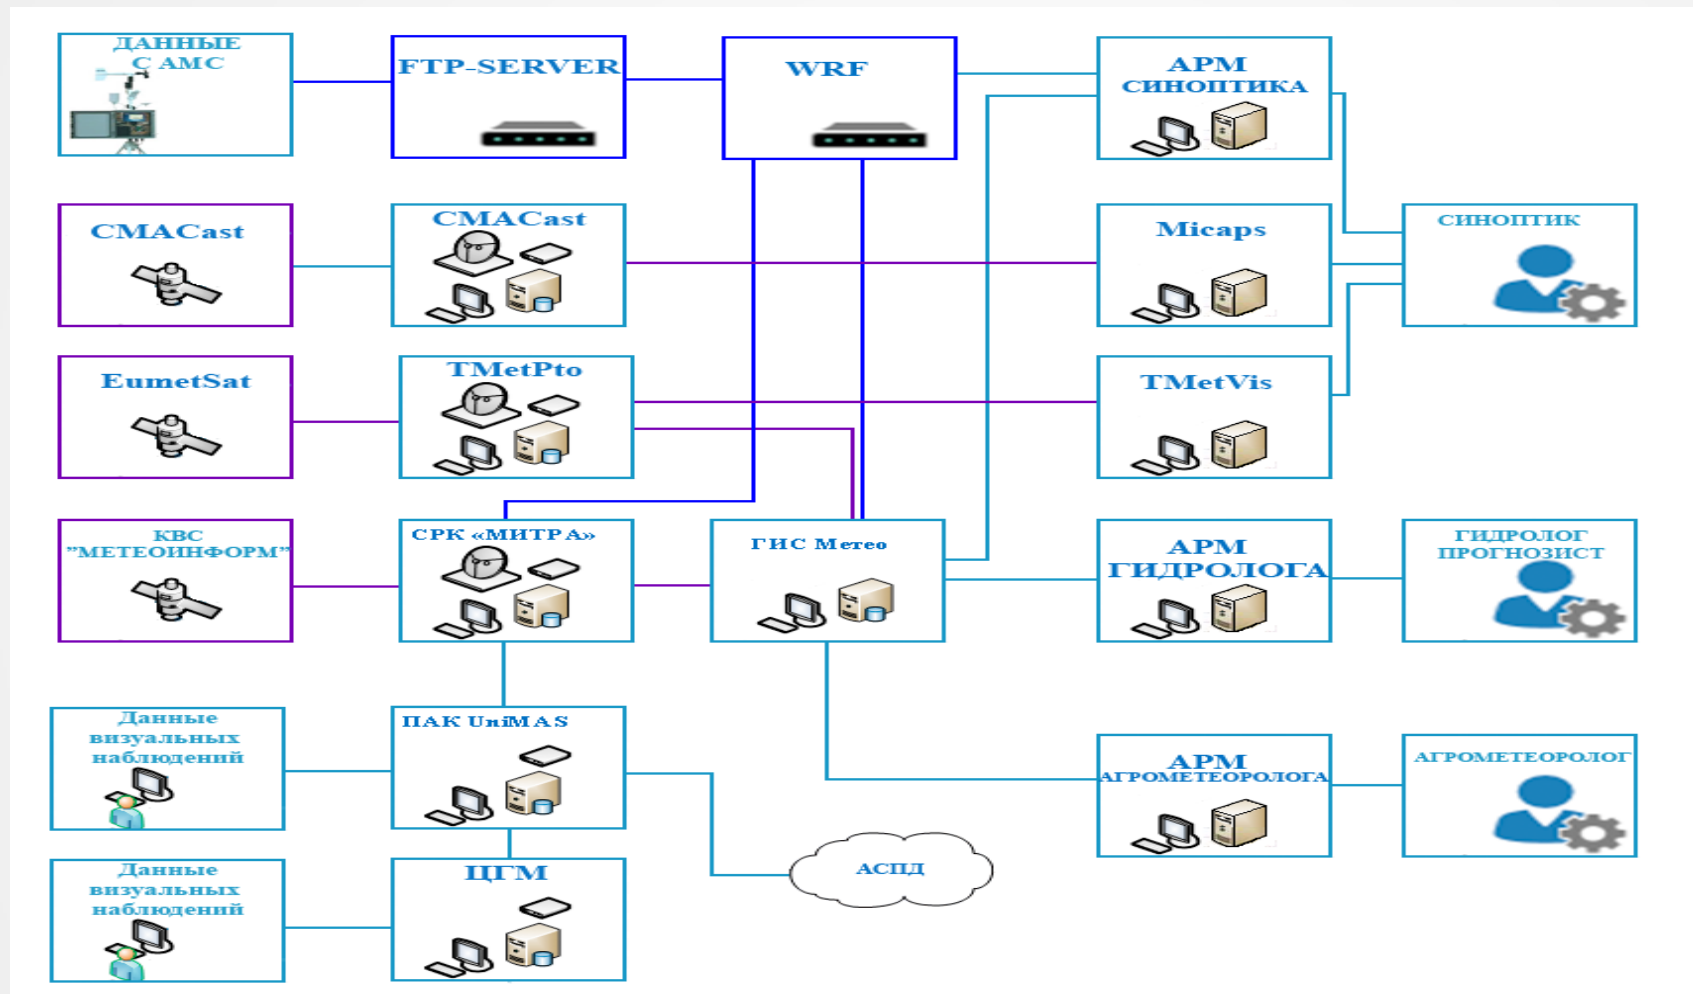 ДАННЫЕ
С АМС
FTP-SERVER
WRF
АРМ
СИНОПТИКА
CMACast
CMACast
Micaps
СИНОПТИК
EumetSat
TMetPto
TMetVis
КВС
”МЕТЕОИНФОРМ”
СРК «МИТРА»
ГИС Метео
АРМ
ГИДРОЛОГА
ГИДРОЛОГ
ПРОГНОЗИСТ
Данные
визуальных
наблюдений
ПАК UniMAS
АРМ
АГРОМЕТЕОРОЛОГА
АГРОМЕТЕОРОЛОГ
Данные
визуальных
наблюдений
ЦГМ
АСПД